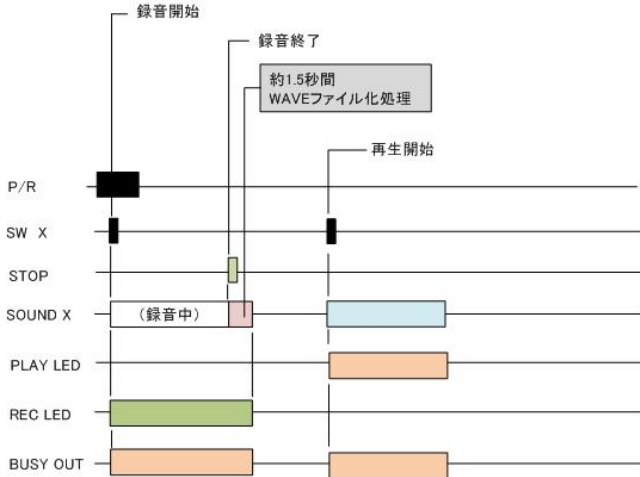 録音開始
録音終了
約1.5秒間
WAVEファイル化処理
再生開始
P/R
SW X
STOP
SOUND X
(録音中)
PLAY LED
REC LED
BUSY OUT